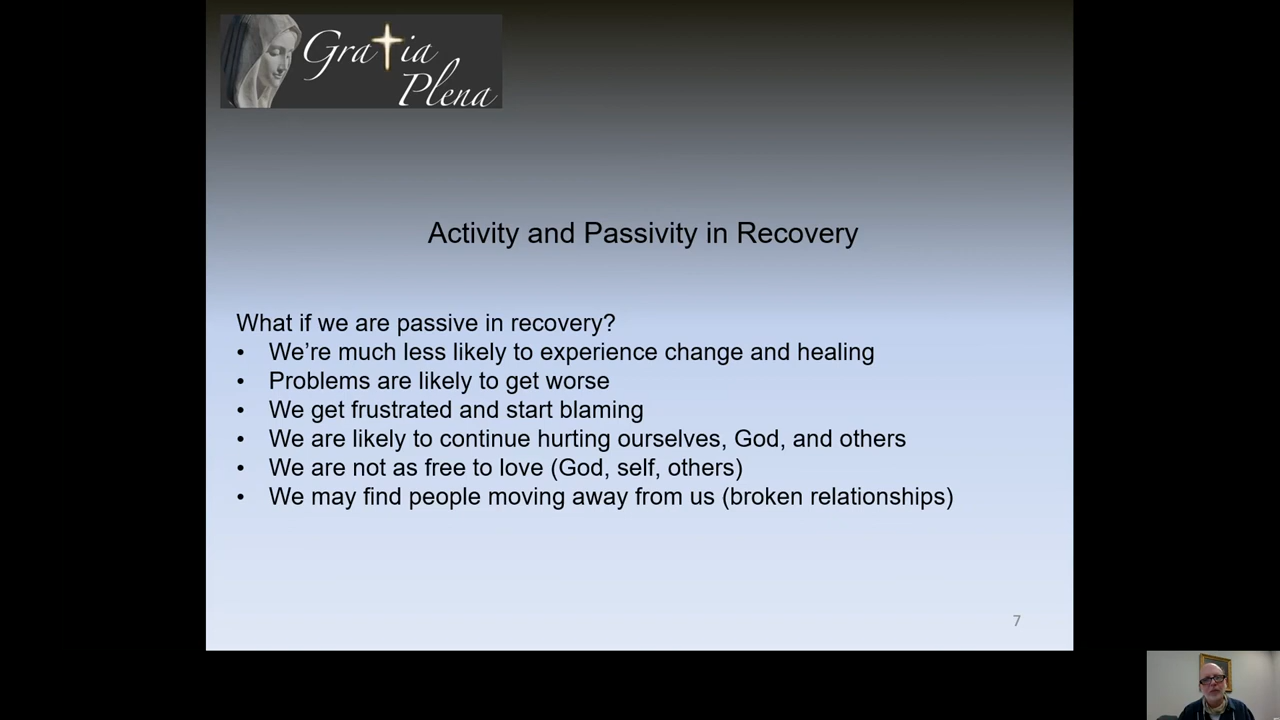 Gratia
Plena
Activity and Passivity in Recovery
What if we are passive in recovery?
• We’re much less likely to experience change and healing
• Problems are likely to get worse
• We get frustrated and start blaming
• We are likely to continue hurting ourselves, God, and others
• We are not as free to love (God, self, others)
• We may find people moving away from us (broken relationships)
7